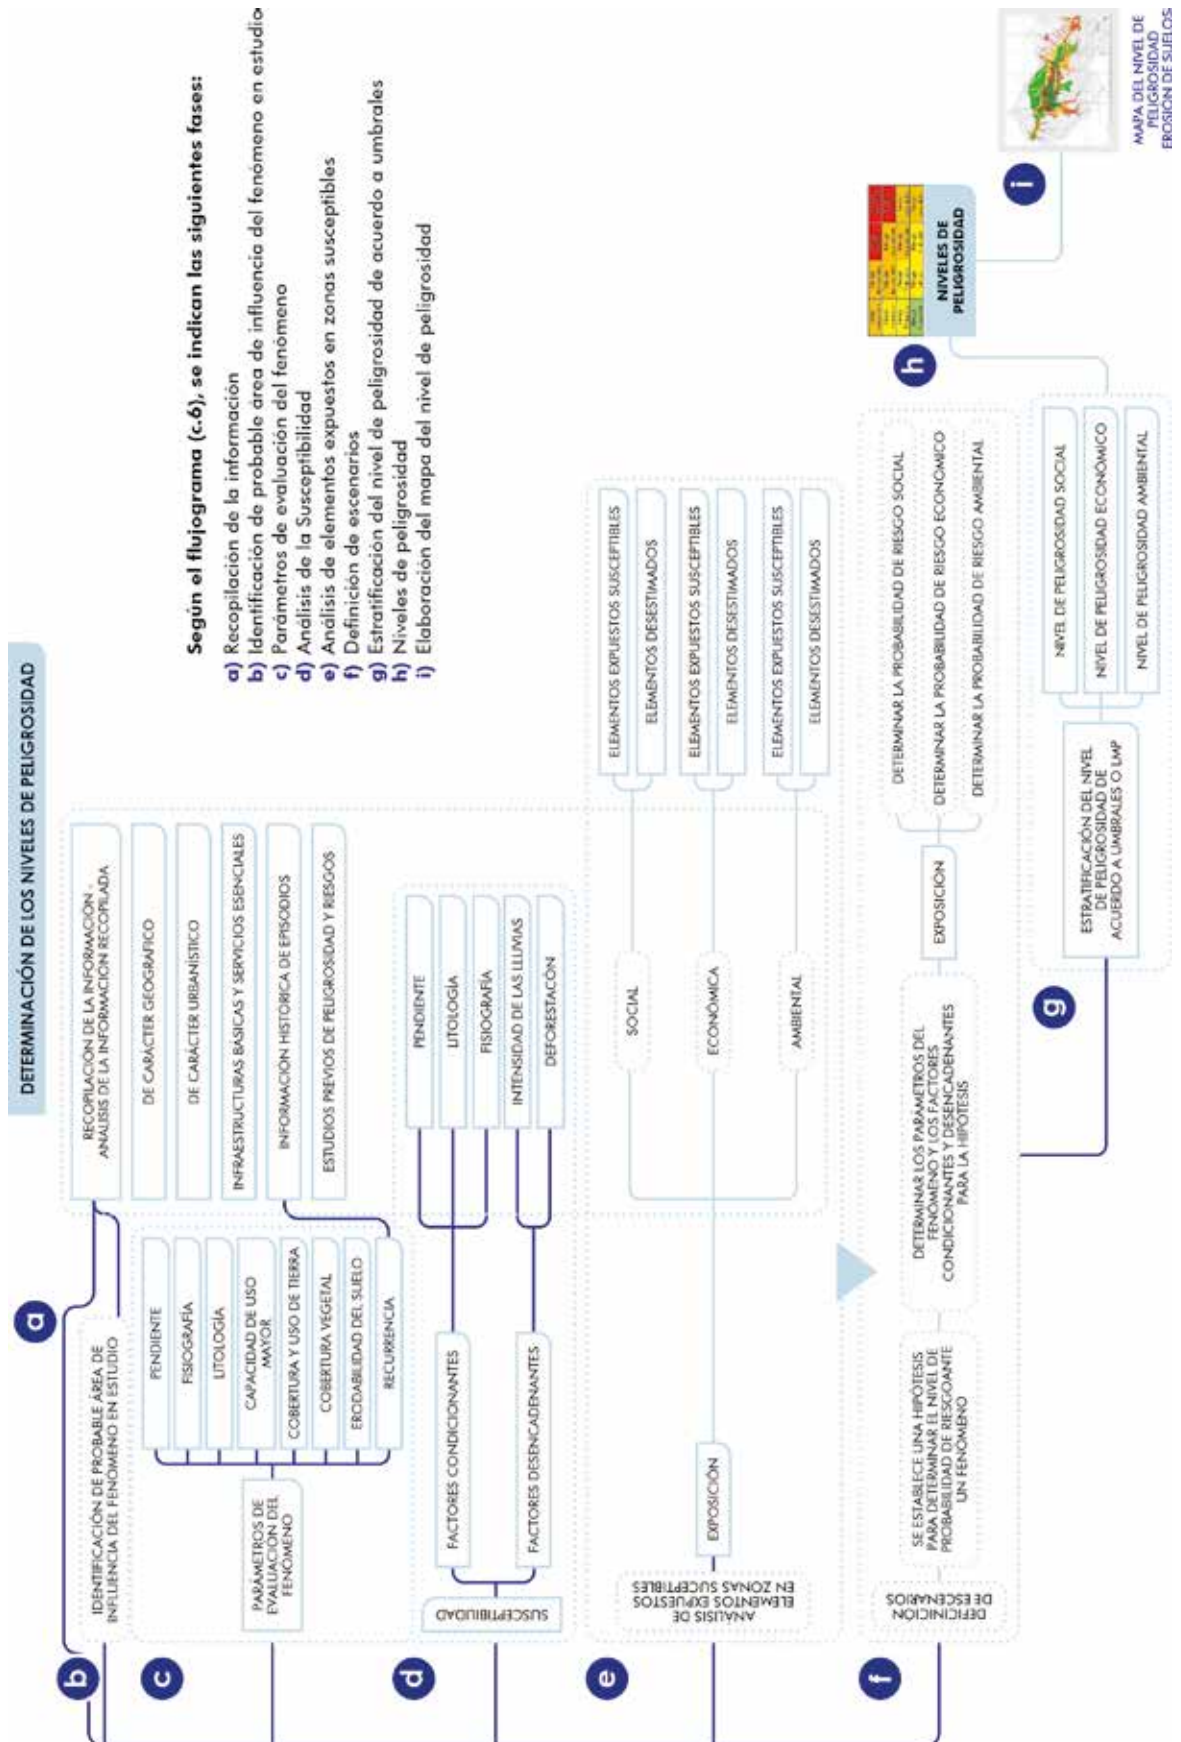 DETERMINACIÓN DE LOS NIVELES DE PELIGROSIDAD
a
RECOPILACIÓN DE LA INFORMACIÓN -
ANÁLISIS DE LA INFORMACIÓN RECOPILADA
DE CARÁCTER GEOGRÁFICO
DE CARÁCTER URBANÍSTICO
INFRAESTRUCTURAS BÁSICAS Y SERVICIOS ESENCIALES
INFORMACIÓN HISTÓRICA DE EPISODIOS
ESTUDIOS PREVIOS DE PELIGROSIDAD Y RIESGOS
Según el flujograma (c.6), se indican las siguientes fases:
a) Recopilación de la información
b) Identificación de probable área de influencia del fenómeno en estudio
c) Parámetros de evaluación del fenómeno
d) Análisis de la Susceptibilidad
e) Análisis de elementos expuestos en zonas susceptibles
f) Definición de escenarios
g) Estratificación del nivel de peligrosidad de acuerdo a umbrales
h) Niveles de peligrosidad
i) Elaboración del mapa del nivel de peligrosidad
b
IDENTIFICACIÓN DE PROBABLE ÁREA DE
INFLUENCIA DEL FENÓMENO EN ESTUDIO
c
PARÁMETROS DE
EVALUACIÓN DEL
FENÓMENO
PENDIENTE
FISIOGRAFÍA
LITOLOGÍA
CAPACIDAD DE USO
MAYOR
COBERTURA Y USO DE TIERRA
COBERTURA VEGETAL
ERODABILIDAD DEL SUELO
RECURRENCIA
d
SUSCEPTIBILIDAD
FACTORES CONDICIONANTES
PENDIENTE
LITOLOGÍA
FISIOGRAFÍA
FACTORES DESENCADENANTES
INTENSIDAD DE LAS LLUVIAS
DEFORESTACÓN
e
ANÁLISIS DE
ELEMENTOS EXPUESTOS
EN ZONAS SUCEPTIBLES
EXPOSICIÓN
SOCIAL
ELEMENTOS EXPUESTOS SUSCEPTIBLES
ELEMENTOS DESESTIMADOS
ECONÓMICA
ELEMENTOS EXPUESTOS SUSCEPTIBLES
ELEMENTOS DESESTIMADOS
AMBIENTAL
ELEMENTOS EXPUESTOS SUSCEPTIBLES
ELEMENTOS DESESTIMADOS
f
DEFICINICIÓN
DE ESCENARIOS
SE ESTABLECE UNA HIPÓTESIS
PARA DETERMINAR EL NIVEL DE
PROBABILIDAD DE RIESGOANTE
UN FENÓMENO
DETERMINAR LOS PARÁMETROS DEL
FENÓMENO Y LOS FACTORES
CONDICIONANTES Y DESENCADENANTES
PARA LA HIPÓTESIS
EXPOSICIÓN
DETERMINAR LA PROBABILIDAD DE RIESGO SOCIAL
DETERMINAR LA PROBABILIDAD DE RIESGO ECONÓMICO
DETERMINAR LA PROBABILIDAD DE RIESGO AMBIENTAL
g
ESTRATIFICACIÓN DEL NIVEL
DE PELIGROSIDAD DE
ACUERDO A UMBRALES O LMP
NIVEL DE PELIGROSIDAD SOCIAL
NIVEL DE PELIGROSIDAD ECONÓMICO
NIVEL DE PELIGROSIDAD AMBIENTAL
h
NIVELES DE
PELIGROSIDAD
i
MAPA DEL NIVEL DE
PELIGROSIDAD
EROSIÓN DE SUELOS